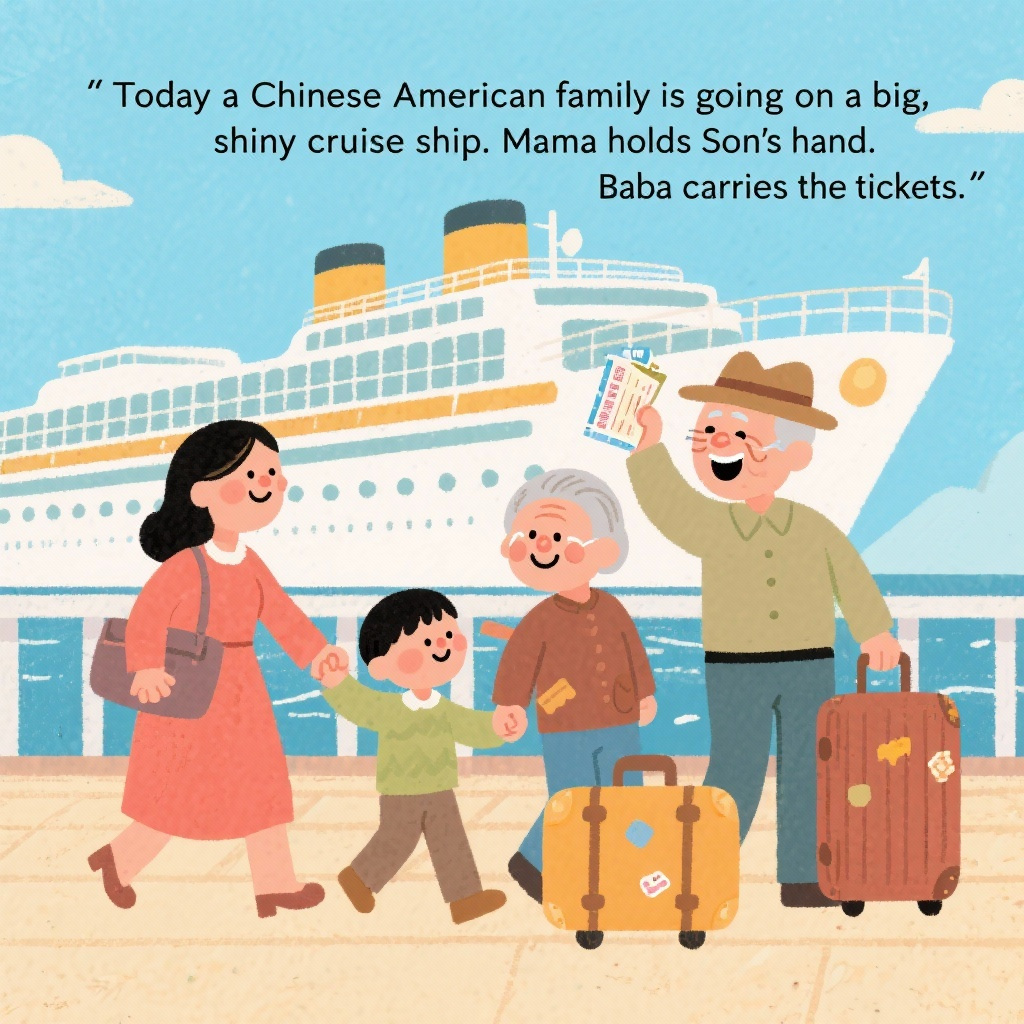 "Today a Chinese American family is going on a big,
shiny cruise ship. Mama holds Son's hand.
Baba carries the tickets."